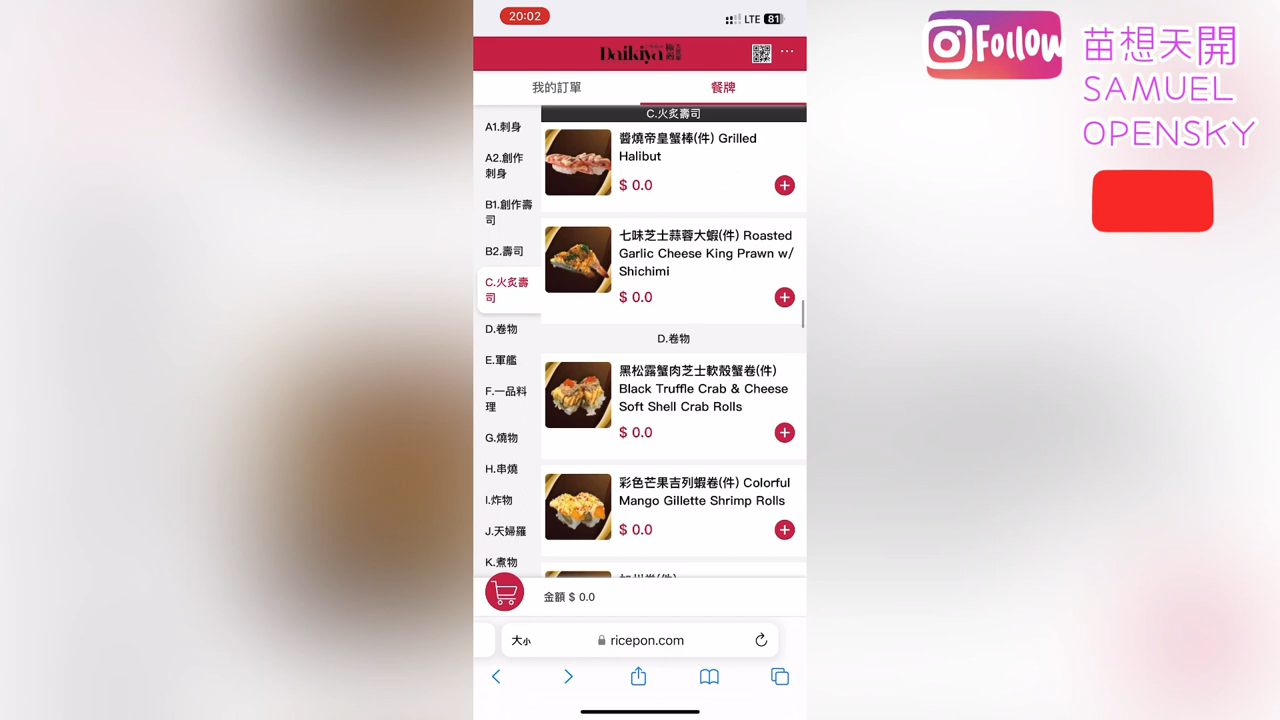 20:02
LTE 81
Daikiya
Follow
苗想天開
SAMUEL
OPENSKY
我的訂單
餐牌
A1.刺身
A2.創作
刺身
B1.創作壽
司
B2.壽司
C.火炙壽
司
D.卷物
E.軍艦
F.一品料
理
G.燒物
H.串燒
I.炸物
J.天婦羅
K.煮物
C.火炙壽司
醬燒帝皇蟹棒(件) Grilled
Halibut
$ 0.0
七味芝士蒜蓉大蝦(件) Roasted
Garlic Cheese King Prawn w/
Shichimi
$ 0.0
D.卷物
黑松露蟹肉芝士軟殼蟹卷(件)
Black Truffle Crab & Cheese
Soft Shell Crab Rolls
$ 0.0
彩色芒果吉列蝦卷(件) Colorful
Mango Gillette Shrimp Rolls
$ 0.0
金額 $ 0.0
大小
ricepon.com